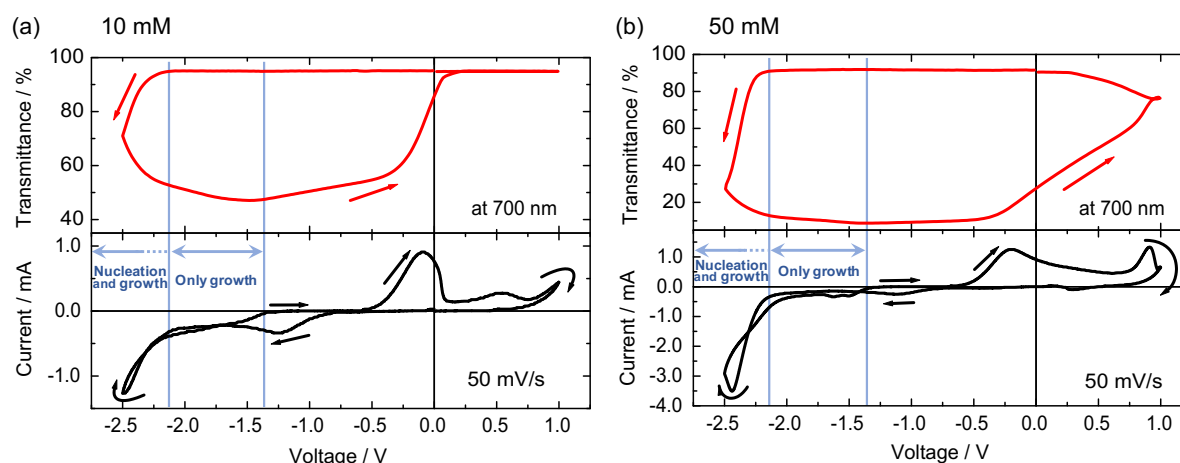 (a) 10 mM
100
80
60
40
Transmittance / %
at 700 nm
1.0
0.0
-1.0
Current / mA
Nucleation
and growth
Only growth
50 mV/s
-2.5 -2.0 -1.5 -1.0 -0.5 0.0 0.5 1.0
Voltage / V
(b) 50 mM
100
80
60
40
20
Transmittance / %
at 700 nm
2.0
1.0
0.0
-1.0
-2.0
-3.0
-4.0
Current / mA
Nucleation
and growth
Only growth
50 mV/s
-2.5 -2.0 -1.5 -1.0 -0.5 0.0 0.5 1.0
Voltage / V